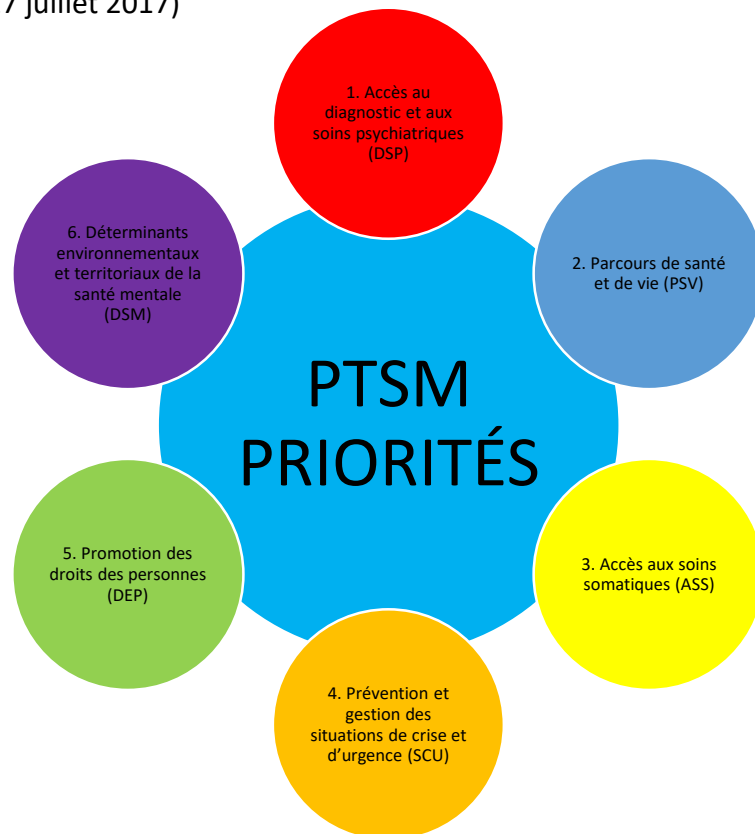 7 juillet 2017)
1. Accès au
diagnostic et aux
soins psychiatriques
(DSP)
2. Parcours de santé
et de vie (PSV)
3. Accès aux soins
somatiques (ASS)
4. Prévention et
gestion des
situations de crise et
d’urgence (SCU)
5. Promotion des
droits des personnes
(DEP)
6. Déterminants
environnementaux
et territoriaux de la
santé mentale
(DSM)
PTSM
PRIORITÉS